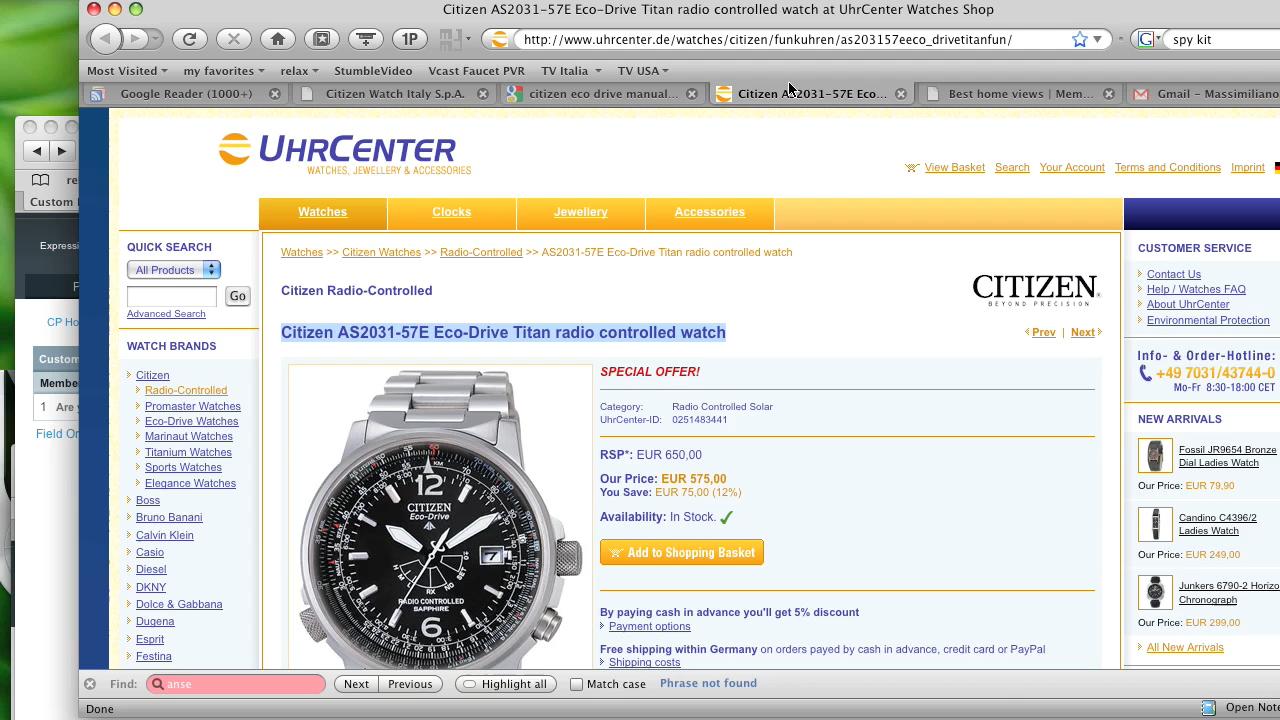 Citizen AS2031-57E Eco-Drive Titan radio controlled watch at UhrCenter Watches Shop
1P
http://www.uhrcenter.de/watches/citizen/funkuhren/as203157eeco_drivetitanfun/
spy kit
Most Visited my favorites relax StumbleVideo Vcast Faucet PVR TV Italia TV USA
Google Reader (1000+) Citizen Watch Italy S.p.A. citizen eco drive manual... Citizen AS2031-57E Eco... Best home views | Mem... Gmail - Massimiliano
UHRCENTER
WATCHES, JEWELLERY & ACCESSORIES
View Basket Search Your Account Terms and Conditions Imprint
Watches Clocks Jewellery Accessories
re
Custom
Expressi
P
CP Ho
Custom
Membe
1 Are y
Field Or
QUICK SEARCH
All Products
Go
Advanced Search
WATCH BRANDS
Citizen
Radio-Controlled
Promaster Watches
Eco-Drive Watches
Marinaut Watches
Titanium Watches
Sports Watches
Elegance Watches
Boss
Bruno Banani
Calvin Klein
Casio
Diesel
DKNY
Dolce & Gabbana
Dugena
Esprit
Festina
Watches >> Citizen Watches >> Radio-Controlled >> AS2031-57E Eco-Drive Titan radio controlled watch
Citizen Radio-Controlled
CITIZEN
BEYOND PRECISION
Citizen AS2031-57E Eco-Drive Titan radio controlled watch
Prev | Next
12
CITIZEN
Eco-Drive
7
RX
RADIO CONTROLLED
SAPPHIRE
6
SPECIAL OFFER!
Category: Radio Controlled Solar
UhrCenter-ID: 0251483441
RSP*: EUR 650,00
Our Price: EUR 575,00
You Save: EUR 75,00 (12%)
Availability: In Stock.
Add to Shopping Basket
By paying cash in advance you'll get 5% discount
Payment options
Free shipping within Germany on orders payed by cash in advance, credit card or PayPal
Shipping costs
CUSTOMER SERVICE
Contact Us
Help / Watches FAQ
About UhrCenter
Environmental Protection
Info- & Order-Hotline:
+49 7031/43744-0
Mo-Fr 8:30-18:00 CET
NEW ARRIVALS
Fossil JR9654 Bronze
Dial Ladies Watch
Our Price: EUR 79,90
Candino C4396/2
Ladies Watch
Our Price: EUR 249,00
Junkers 6790-2 Horizo
Chronograph
Our Price: EUR 299,00
All New Arrivals
Find: anse Next Previous Highlight all Match case Phrase not found
Done
Open Note